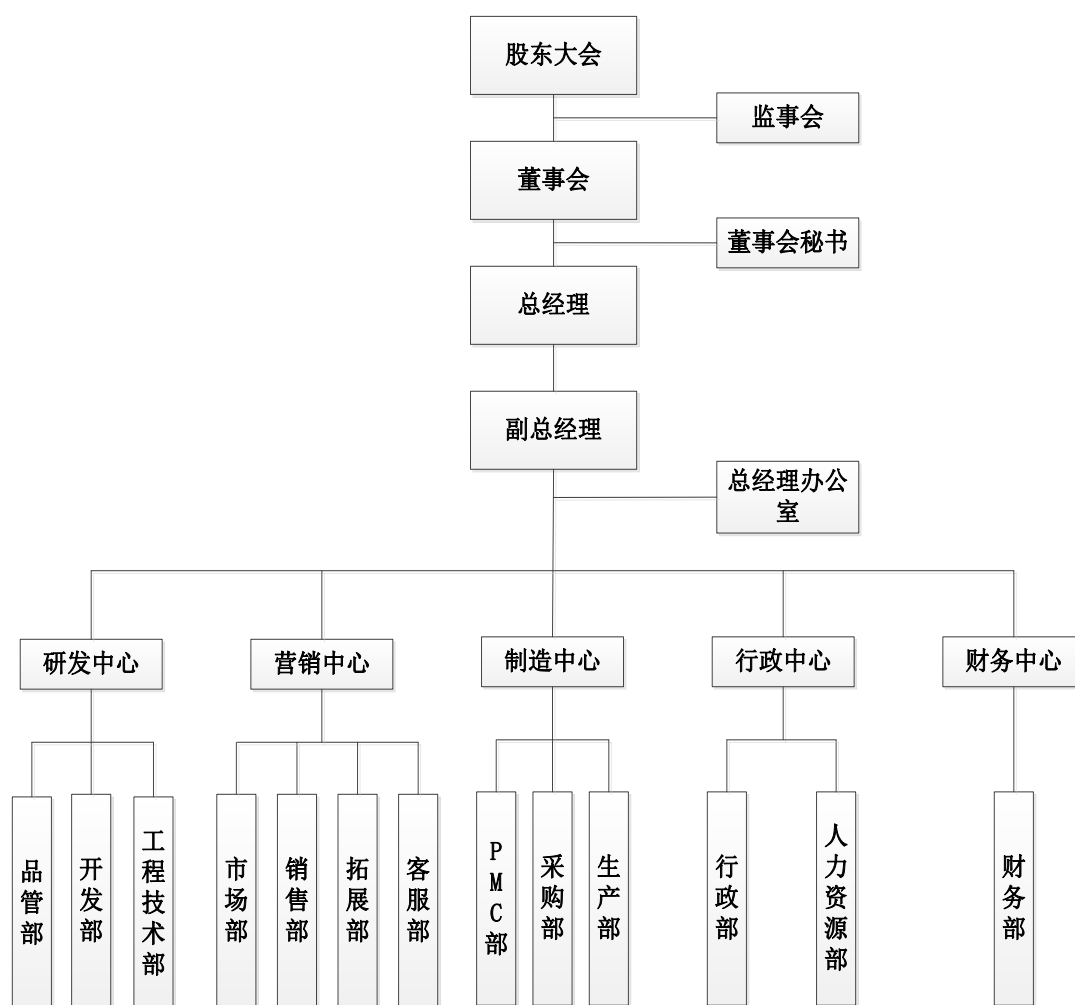 股东大会
监事会
董事会
董事会秘书
总经理
副总经理
总经理办公
室
研发中心
营销中心
制造中心
行政中心
财务中心
品管部
开发部
工程技术部
市场部
销售部
拓展部
客服部
PMC部
采购部
生产部
行政部
人力资源部
财务部